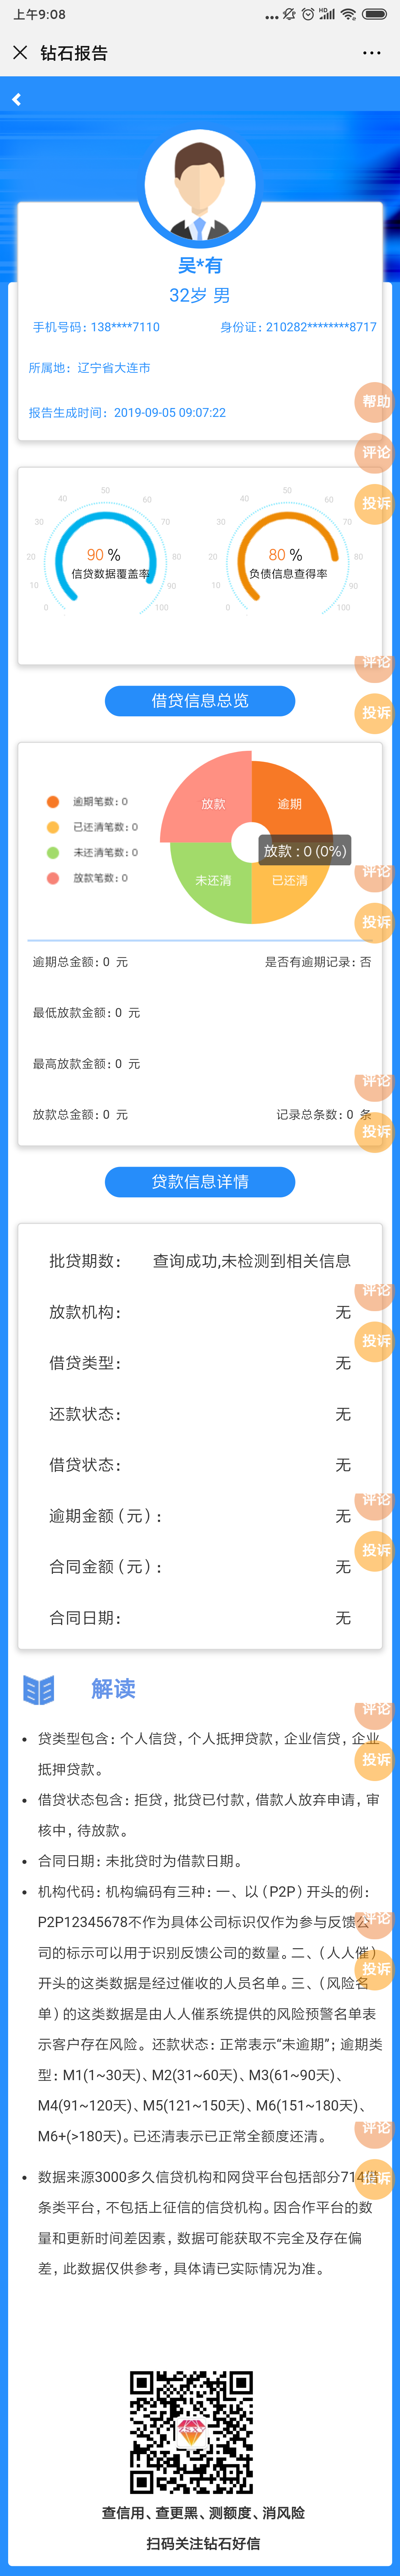 上午9:08
HD
钻石报告
吴*有
32岁 男
手机号码: 138****7110 身份证: 210282********8717
所属地: 辽宁省大连市
报告生成时间: 2019-09-05 09:07:22
帮助
评论
投诉
0 10 20 30 40 50 60 70 80 90 100
90 %
信贷数据覆盖率
0 10 20 30 40 50 60 70 80 90 100
80 %
负债信息查得率
评论
借贷信息总览
投诉
逾期笔数: 0
已还清笔数: 0
未还清笔数: 0
放款笔数: 0
放款 逾期
放款 : 0 (0%)
未还清 已还清
评论
投诉
逾期总金额: 0 元 是否有逾期记录: 否
最低放款金额: 0 元
最高放款金额: 0 元
评论
放款总金额: 0 元 记录总条数: 0 条
投诉
贷款信息详情
批贷期数: 查询成功,未检测到相关信息
评论
放款机构: 无
投诉
借贷类型: 无
还款状态: 无
借贷状态: 无
评论
逾期金额(元): 无
投诉
合同金额(元): 无
合同日期: 无
解读
评论
• 贷类型包含: 个人信贷, 个人抵押贷款, 企业信贷, 企业
投诉
抵押贷款。
• 借贷状态包含: 拒贷, 批贷已付款, 借款人放弃申请, 审
核中, 待放款。
• 合同日期: 未批贷时为借款日期。
• 机构代码: 机构编码有三种: 一、以(P2P)开头的例:
评论
P2P12345678不作为具体公司标识仅作为参与反馈公
司的标示可以用于识别反馈公司的数量。二、(人人催)
投诉
开头的这类数据是经过催收的人员名单。三、(风险名
单)的这类数据是由人人催系统提供的风险预警名单表
示客户存在风险。 还款状态: 正常表示“未逾期”; 逾期类
型: M1(1~30天)、M2(31~60天)、M3(61~90天)、
M4(91~120天)、M5(121~150天)、M6(151~180天)、
评论
M6+(>180天)。已还清表示已正常全额度还清。
• 数据来源3000多久信贷机构和网贷平台包括部分714借
投诉
条类平台, 不包括上征信的信贷机构。因合作平台的数
量和更新时间差因素, 数据可能获取不完全及存在偏
差, 此数据仅供参考, 具体请已实际情况为准。
查信用、查更黑、测额度、消风险
扫码关注钻石好信